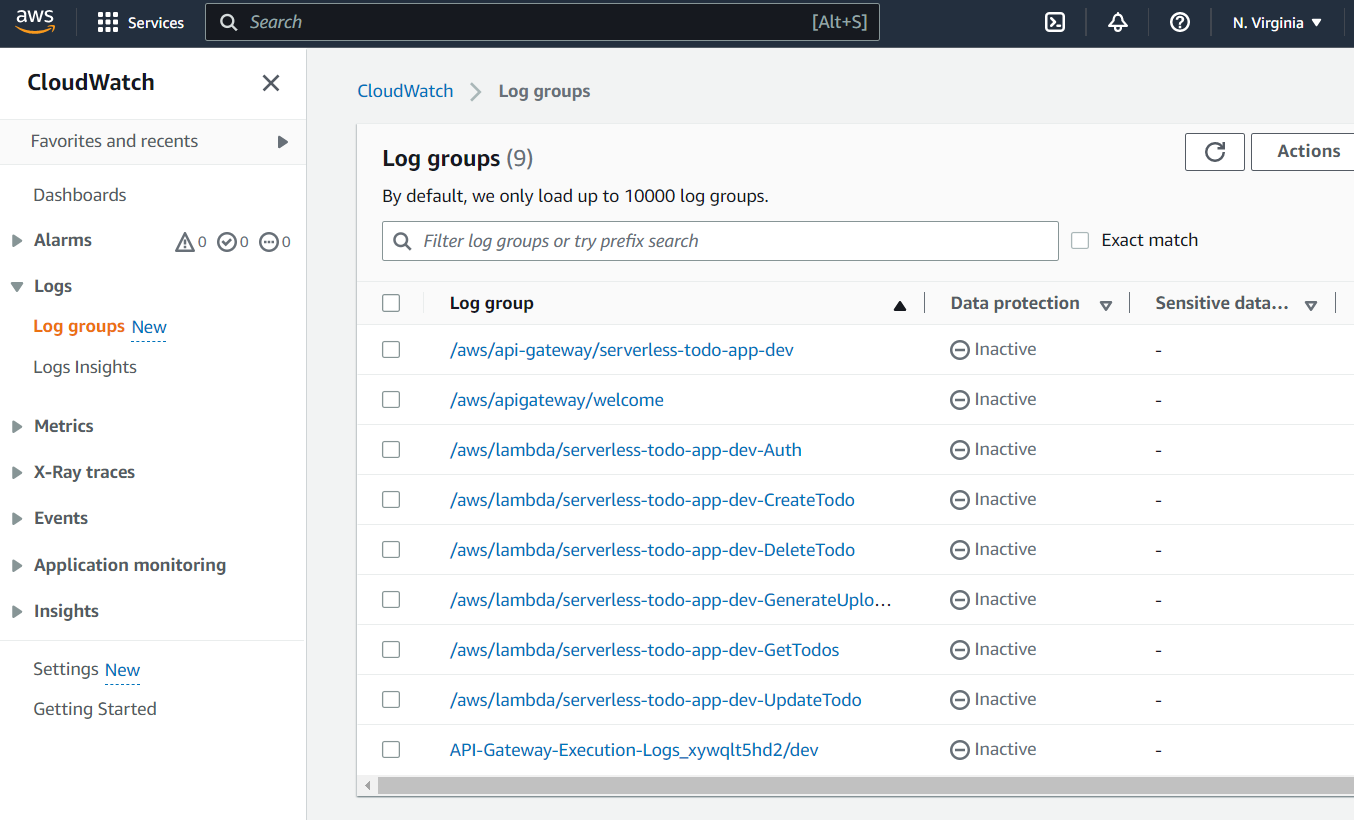 aws Services Search [Alt+S] N. Virginia
CloudWatch
Favorites and recents
Dashboards
Alarms 0 0 0
Logs
Log groups New
Logs Insights
Metrics
X-Ray traces
Events
Application monitoring
Insights
Settings New
Getting Started
CloudWatch Log groups
Log groups (9) Actions
By default, we only load up to 10000 log groups.
Filter log groups or try prefix search Exact match
Log group Data protection Sensitive data...
/aws/api-gateway/serverless-todo-app-dev Inactive -
/aws/apigateway/welcome Inactive -
/aws/lambda/serverless-todo-app-dev-Auth Inactive -
/aws/lambda/serverless-todo-app-dev-CreateTodo Inactive -
/aws/lambda/serverless-todo-app-dev-DeleteTodo Inactive -
/aws/lambda/serverless-todo-app-dev-GenerateUplo... Inactive -
/aws/lambda/serverless-todo-app-dev-GetTodos Inactive -
/aws/lambda/serverless-todo-app-dev-UpdateTodo Inactive -
API-Gateway-Execution-Logs_xywqlt5hd2/dev Inactive -